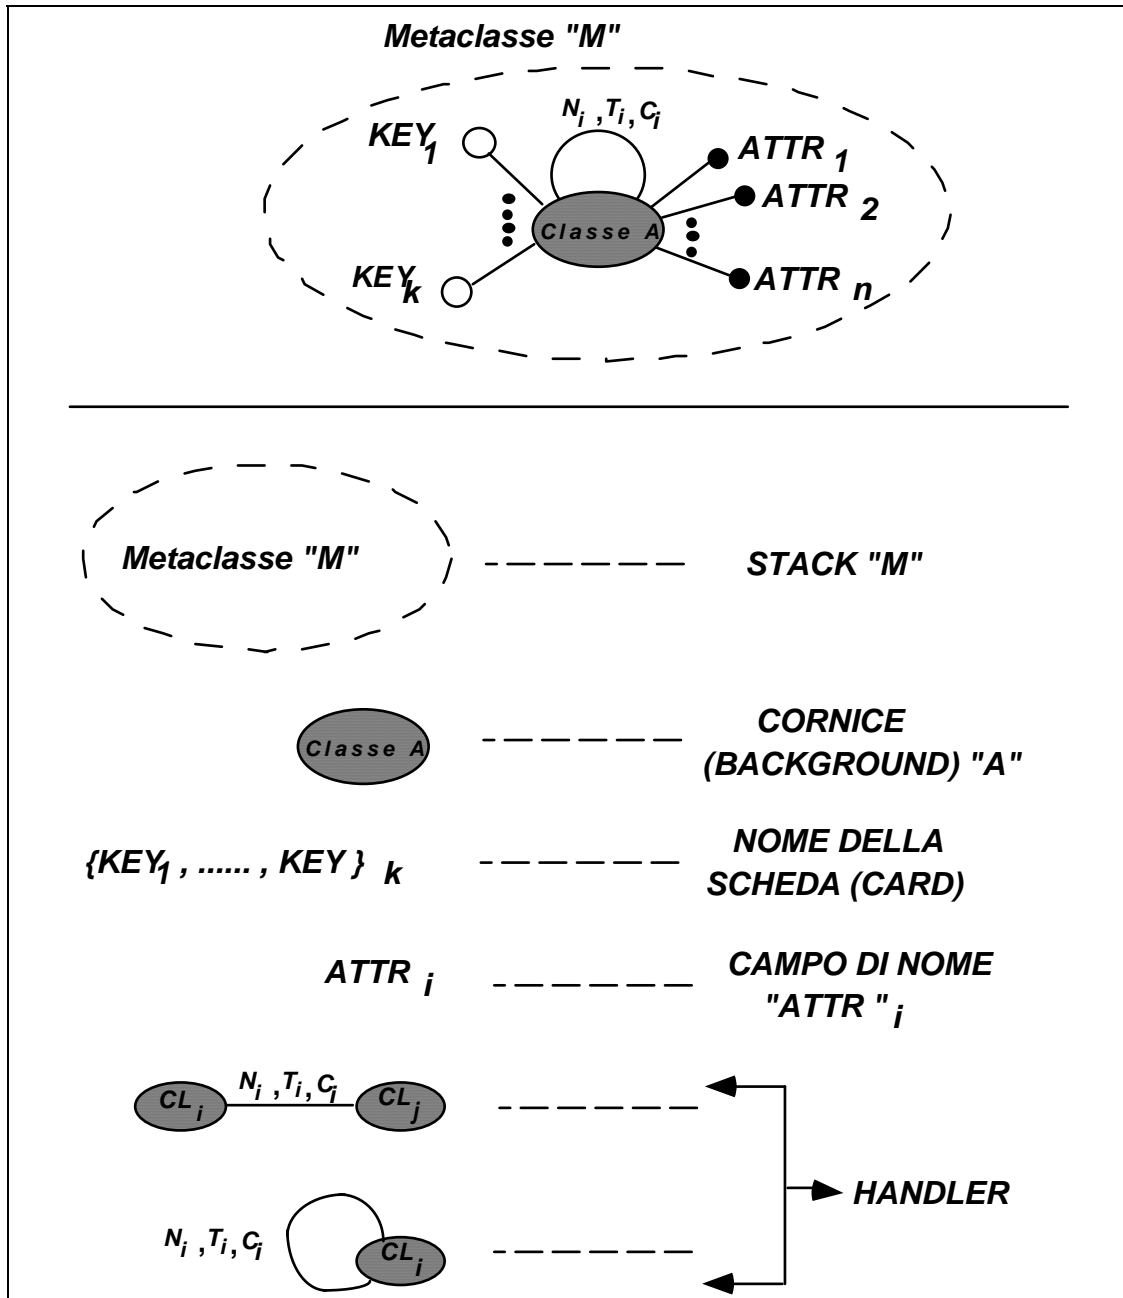 Metaclasse "M"
N_i , T_i , C_i
KEY_1
ATTR_1
ATTR_2
Classe A
KEY_k
ATTR_n
Metaclasse "M"
STACK "M"
Classe A
CORNICE
(BACKGROUND) "A"
{KEY_1 , ...... , KEY }_k
NOME DELLA
SCHEDA (CARD)
ATTR_i
CAMPO DI NOME
"ATTR "_i
CL_i
N_i , T_i , C_i
CL_j
HANDLER
N_i , T_i , C_i
CL_i